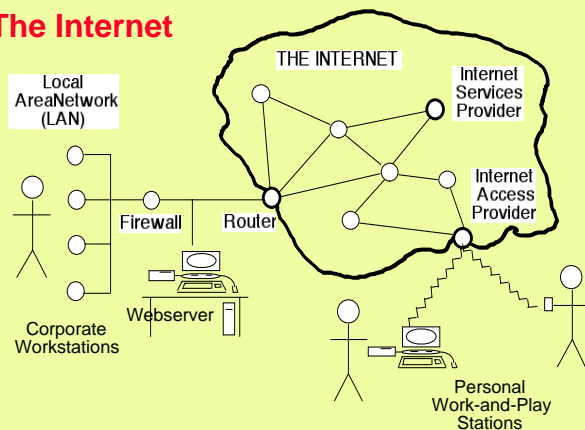 The Internet
THE INTERNET
Local
AreaNetwork
(LAN)
Internet
Services
Provider
Internet
Access
Provider
Firewall
Router
Webserver
Corporate
Workstations
Personal
Work-and-Play
Stations